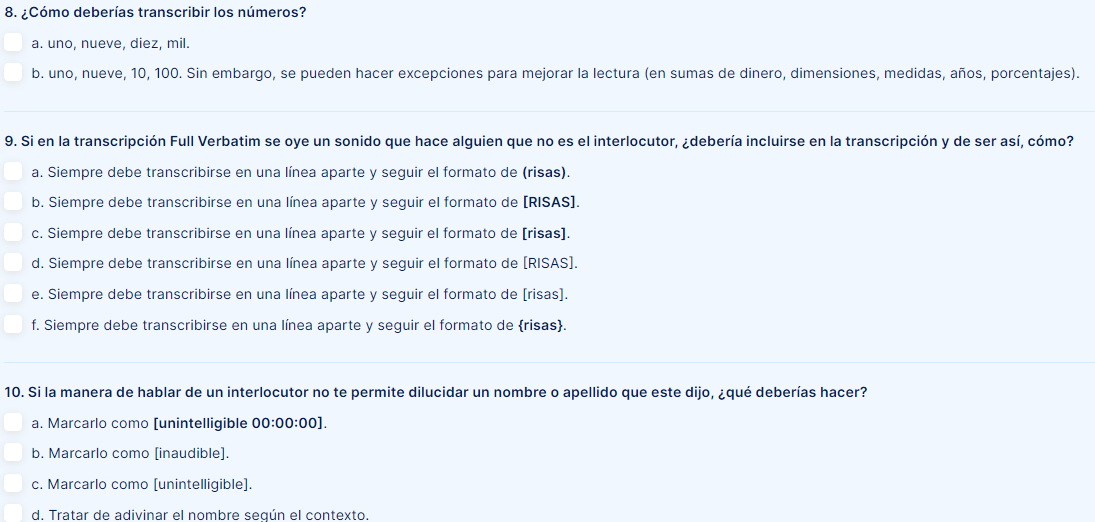 8. ¿Cómo deberías transcribir los números?
a. uno, nueve, diez, mil.
b. uno, nueve, 10, 100. Sin embargo, se pueden hacer excepciones para mejorar la lectura (en sumas de dinero, dimensiones, medidas, años, porcentajes).
9. Si en la transcripción Full Verbatim se oye un sonido que hace alguien que no es el interlocutor, ¿debería incluirse en la transcripción y de ser así, cómo?
a. Siempre debe transcribirse en una línea aparte y seguir el formato de (risas).
b. Siempre debe transcribirse en una línea aparte y seguir el formato de [RISAS].
c. Siempre debe transcribirse en una línea aparte y seguir el formato de [risas].
d. Siempre debe transcribirse en una línea aparte y seguir el formato de [RISAS].
e. Siempre debe transcribirse en una línea aparte y seguir el formato de [risas].
f. Siempre debe transcribirse en una línea aparte y seguir el formato de {risas}.
10. Si la manera de hablar de un interlocutor no te permite dilucidar un nombre o apellido que este dijo, ¿qué deberías hacer?
a. Marcarlo como [unintelligible 00:00:00].
b. Marcarlo como [inaudible].
c. Marcarlo como [unintelligible].
d. Tratar de adivinar el nombre según el contexto.